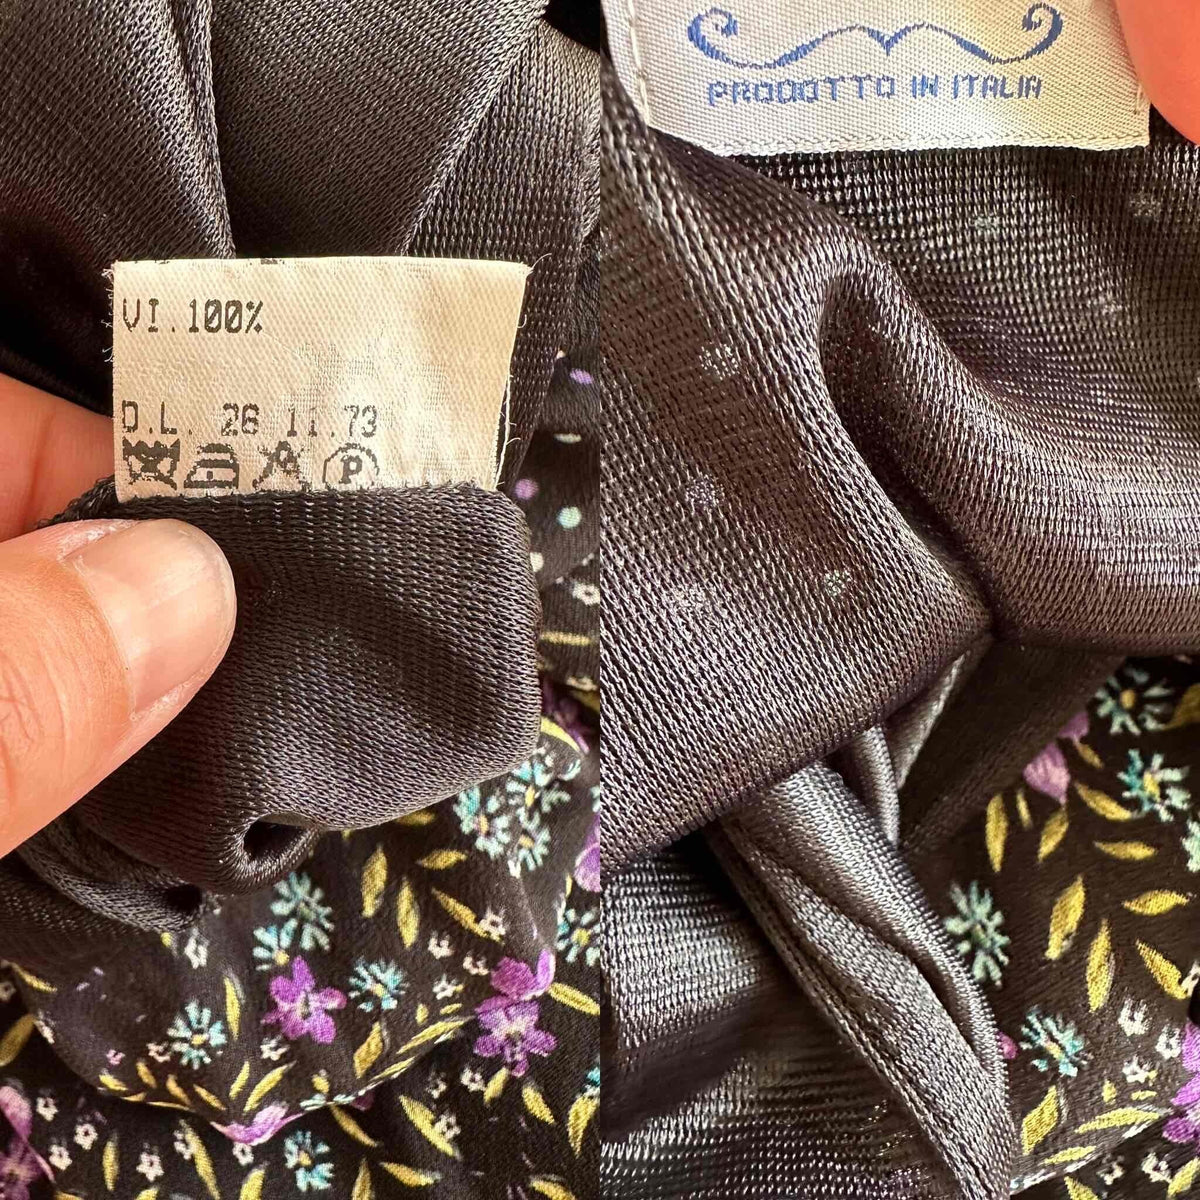 VI. 100%
D.L. 26 11.73
P
PRODOTTO IN ITALIA